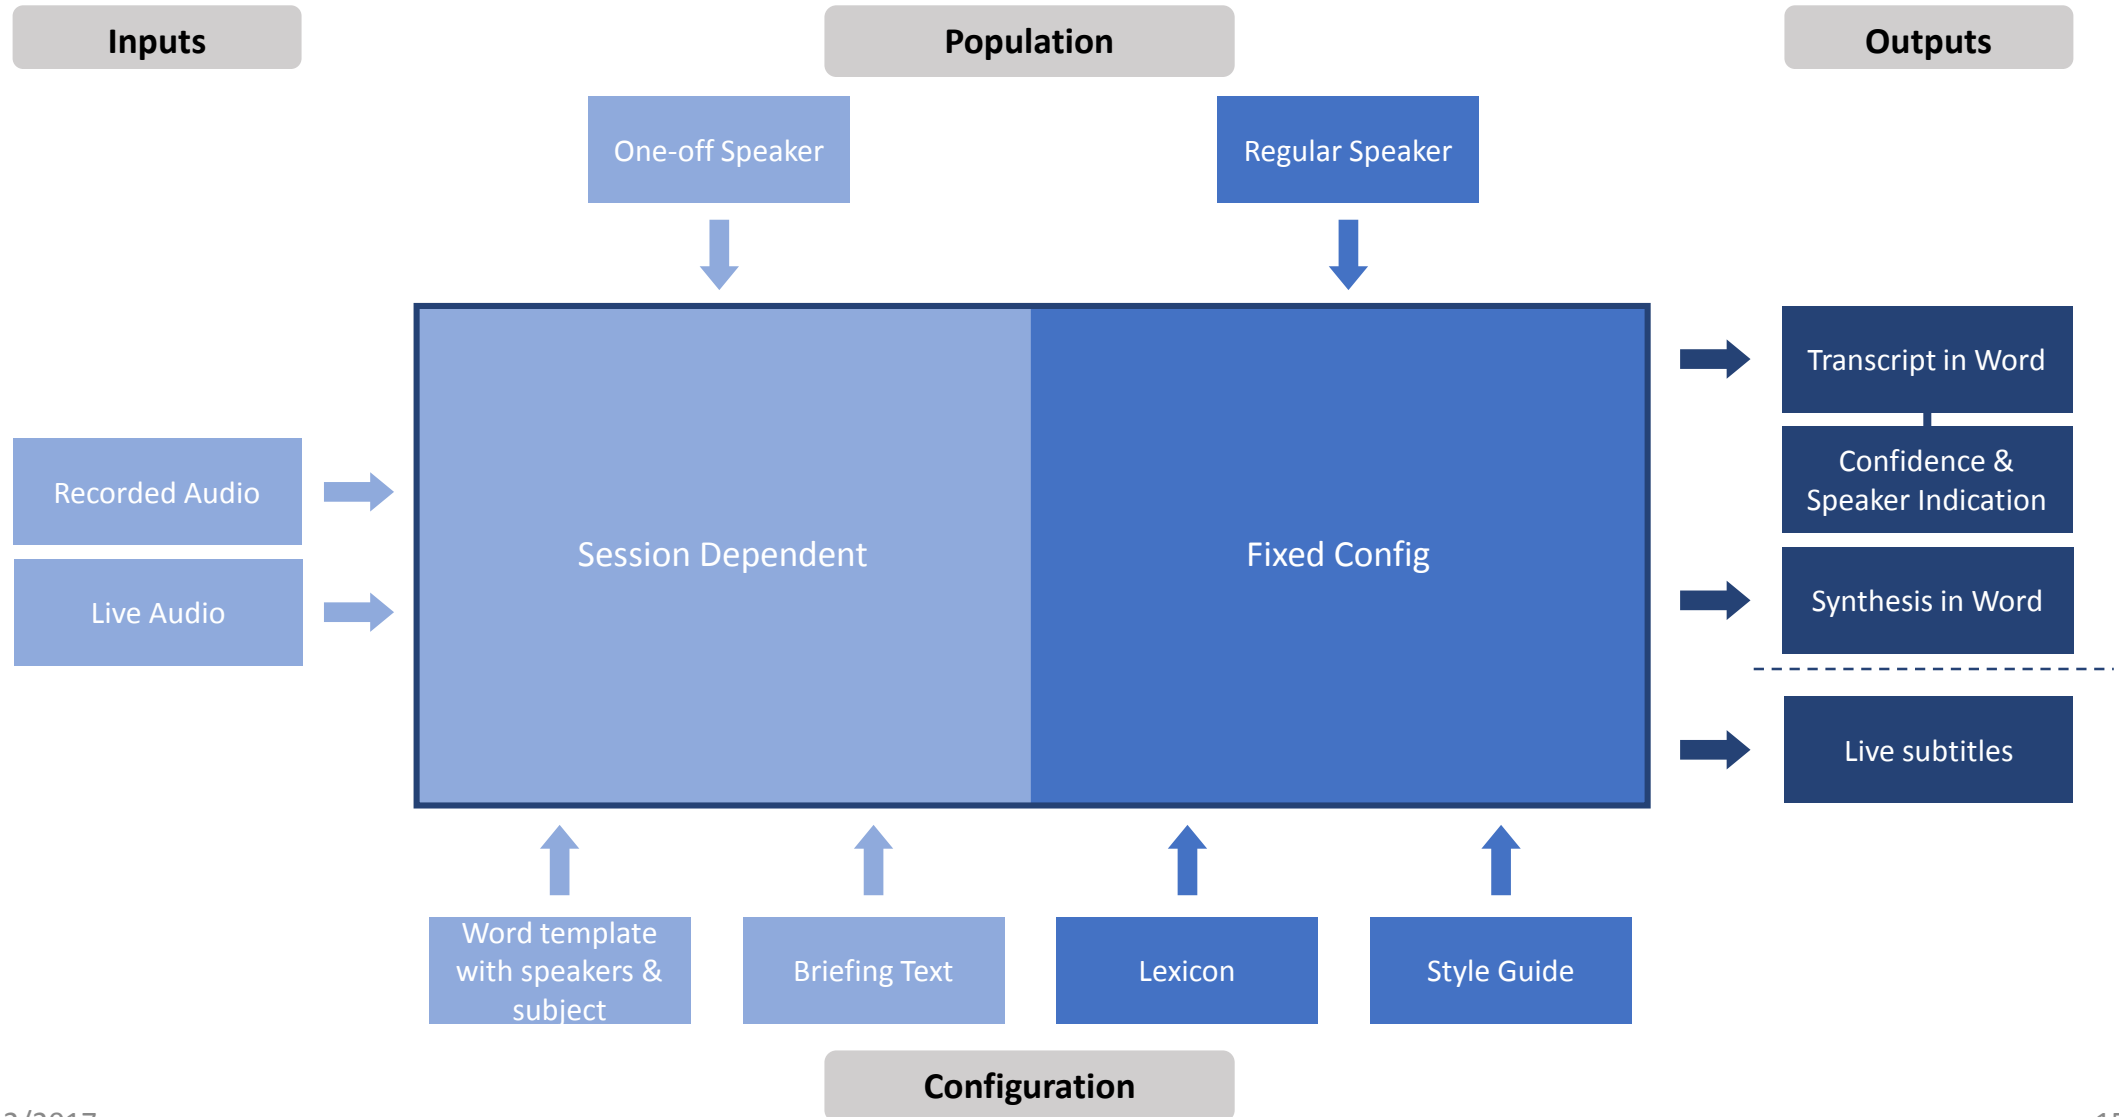 Inputs
Population
Outputs
One-off Speaker
Regular Speaker
Recorded Audio
Live Audio
Session Dependent
Fixed Config
Transcript in Word
Confidence &
Speaker Indication
Synthesis in Word
Live subtitles
Word template
with speakers &
subject
Briefing Text
Lexicon
Style Guide
Configuration